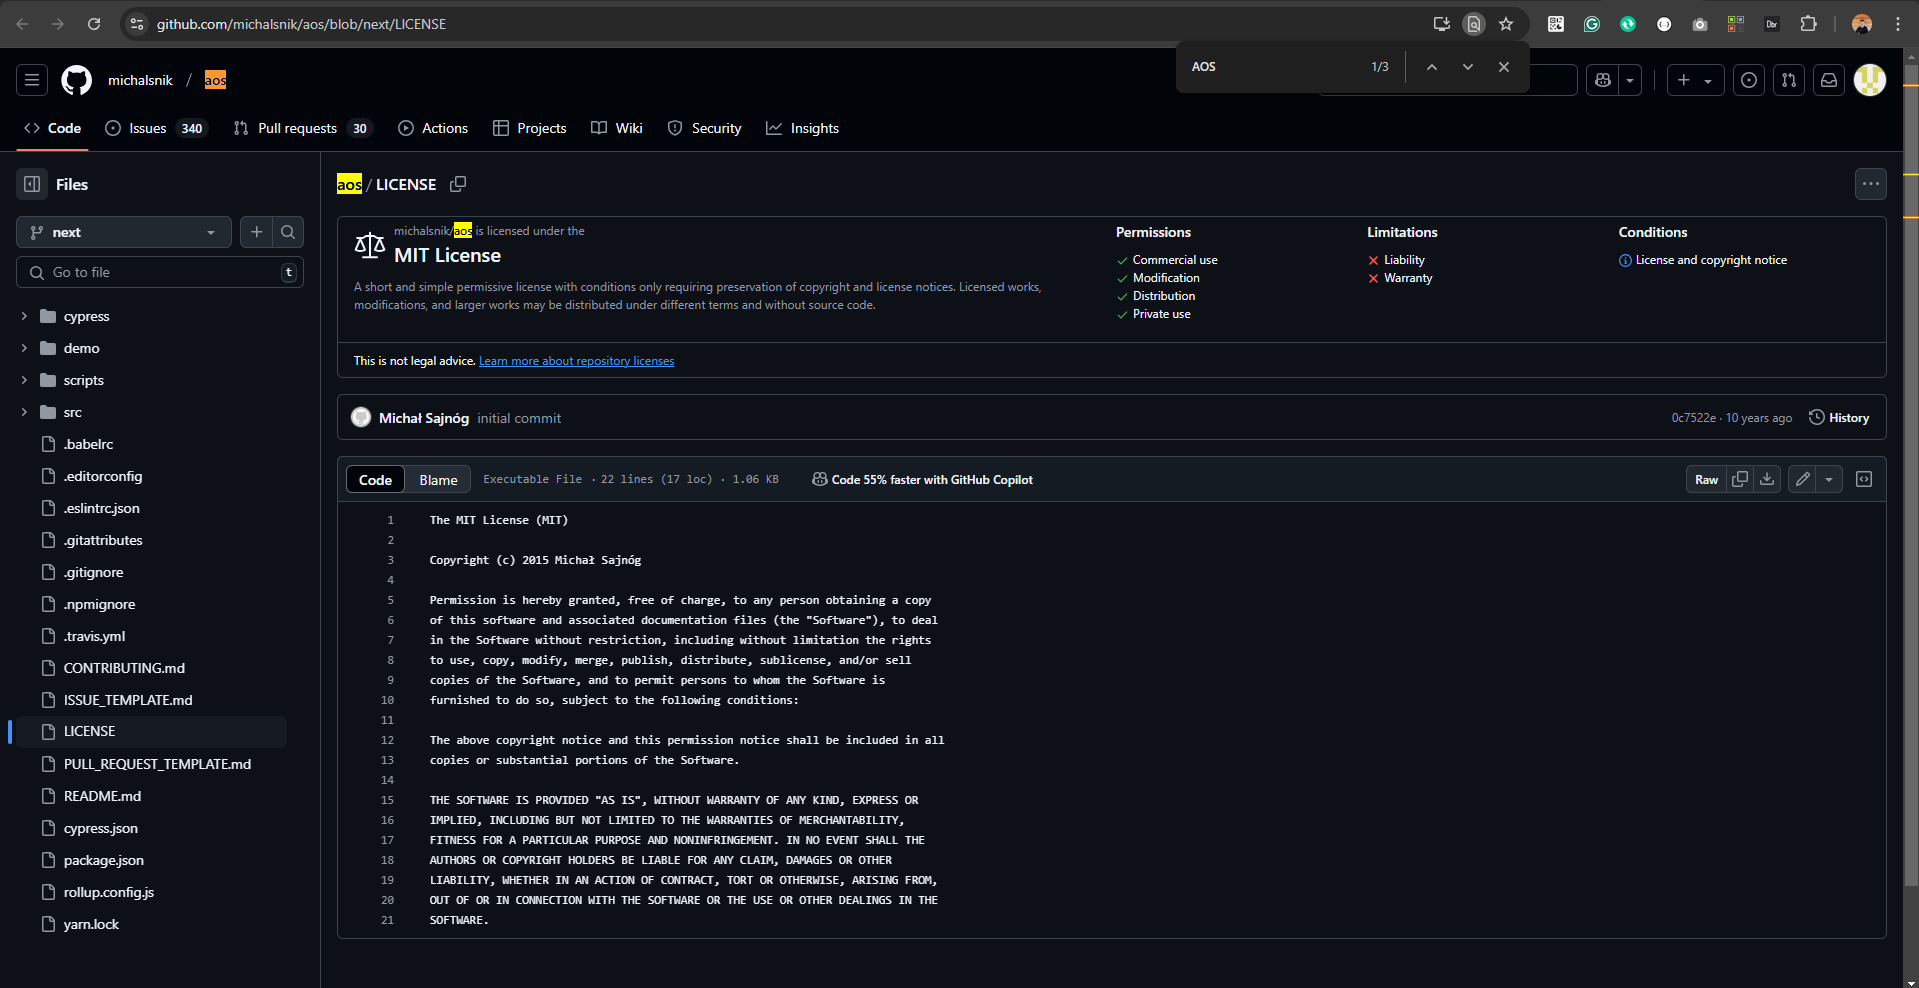 github.com/michalsnik/aos/blob/next/LICENSE
Dbr
AOS
1/3
michalsnik / aos
Code
Issues 340
Pull requests 30
Actions
Projects
Wiki
Security
Insights
Files
next
Go to file
t
cypress
demo
scripts
src
.babelrc
.editorconfig
.eslintrc.json
.gitattributes
.gitignore
.npmignore
.travis.yml
CONTRIBUTING.md
ISSUE_TEMPLATE.md
LICENSE
PULL_REQUEST_TEMPLATE.md
README.md
cypress.json
package.json
rollup.config.js
yarn.lock
aos / LICENSE
michalsnik/aos is licensed under the
MIT License
A short and simple permissive license with conditions only requiring preservation of copyright and license notices. Licensed works,
modifications, and larger works may be distributed under different terms and without source code.
Permissions
Commercial use
Modification
Distribution
Private use
Limitations
Liability
Warranty
Conditions
License and copyright notice
This is not legal advice. Learn more about repository licenses
Michał Sajnóg initial commit
0c7522e · 10 years ago
History
Code
Blame
Executable File · 22 lines (17 loc) · 1.06 KB
Code 55% faster with GitHub Copilot
Raw
1 The MIT License (MIT)
2
3 Copyright (c) 2015 Michał Sajnóg
4
5 Permission is hereby granted, free of charge, to any person obtaining a copy
6 of this software and associated documentation files (the "Software"), to deal
7 in the Software without restriction, including without limitation the rights
8 to use, copy, modify, merge, publish, distribute, sublicense, and/or sell
9 copies of the Software, and to permit persons to whom the Software is
10 furnished to do so, subject to the following conditions:
11
12 The above copyright notice and this permission notice shall be included in all
13 copies or substantial portions of the Software.
14
15 THE SOFTWARE IS PROVIDED "AS IS", WITHOUT WARRANTY OF ANY KIND, EXPRESS OR
16 IMPLIED, INCLUDING BUT NOT LIMITED TO THE WARRANTIES OF MERCHANTABILITY,
17 FITNESS FOR A PARTICULAR PURPOSE AND NONINFRINGEMENT. IN NO EVENT SHALL THE
18 AUTHORS OR COPYRIGHT HOLDERS BE LIABLE FOR ANY CLAIM, DAMAGES OR OTHER
19 LIABILITY, WHETHER IN AN ACTION OF CONTRACT, TORT OR OTHERWISE, ARISING FROM,
20 OUT OF OR IN CONNECTION WITH THE SOFTWARE OR THE USE OR OTHER DEALINGS IN THE
21 SOFTWARE.